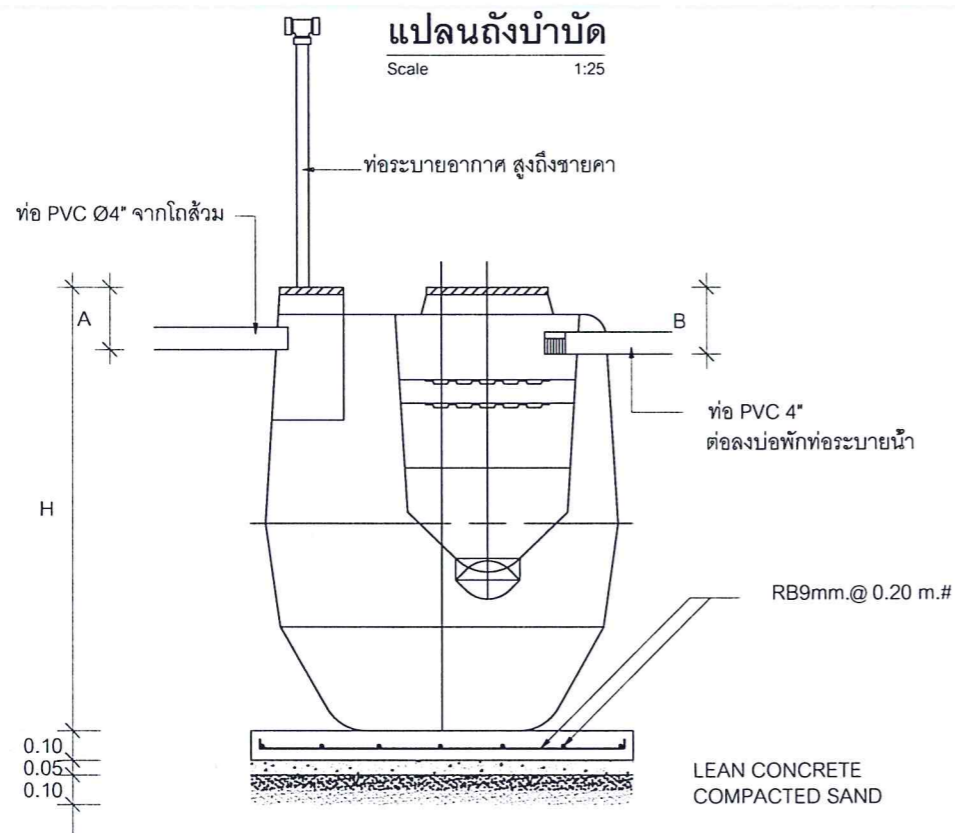 แปลนถังบำบัด
Scale 1:25
ท่อระบายอากาศ สูงถึงชายคา
ท่อ PVC Ø4" จากโถส้วม
A
B
ท่อ PVC 4"
ต่อลงบ่อพักท่อระบายน้ำ
H
RB9mm.@ 0.20 m.#
0.10
0.05
0.10
LEAN CONCRETE
COMPACTED SAND